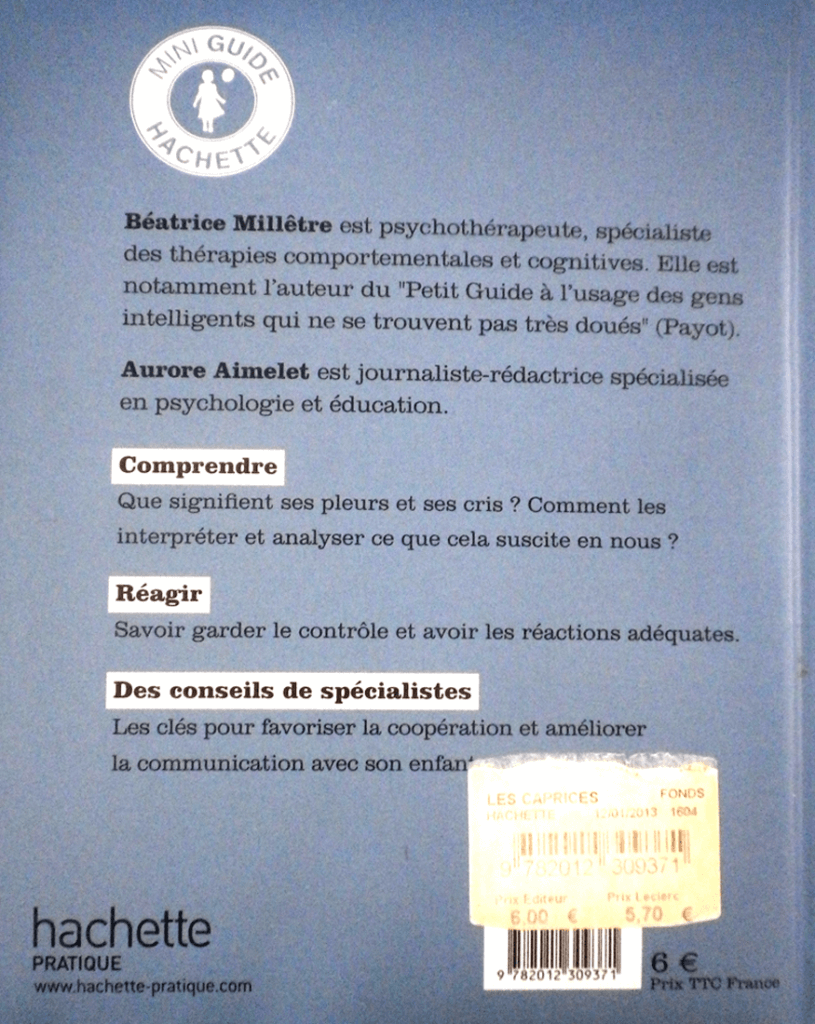 MINI GUIDE
HACHETTE
Béatrice Millêtre est psychothérapeute, spécialiste
des thérapies comportementales et cognitives. Elle est
notamment l'auteur du "Petit Guide à l'usage des gens
intelligents qui ne se trouvent pas très doués" (Payot).
Aurore Aimelet est journaliste-rédactrice spécialisée
en psychologie et éducation.
Comprendre
Que signifient ses pleurs et ses cris ? Comment les
interpréter et analyser ce que cela suscite en nous ?
Réagir
Savoir garder le contrôle et avoir les réactions adéquates.
Des conseils de spécialistes
Les clés pour favoriser la coopération et améliorer
la communication avec son enfant
LES CAPRICES FONDS
HACHETTE 1604
9 782012 309371
Prix Editeur Prix Leclerc
6,00 € 5,70 €
9 782012 309371
6 €
Prix TTC France
hachette
PRATIQUE
www.hachette-pratique.com